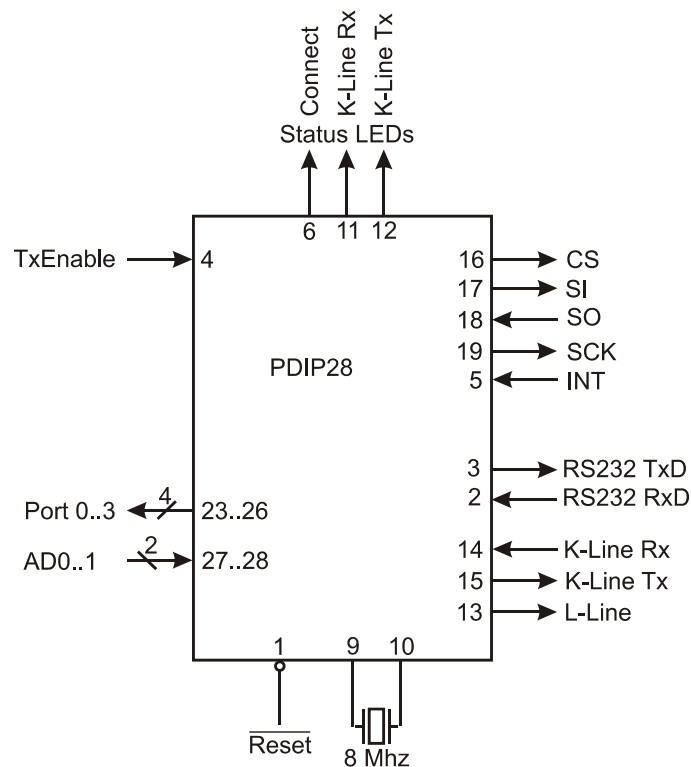 Connect
K-Line Rx
K-Line Tx
Status LEDs
6 11 12
TxEnable 4
16 CS
17 SI
18 SO
19 SCK
5 INT
PDIP28
3 RS232 TxD
2 RS232 RxD
Port 0..3 4 23..26
AD0..1 2 27..28
14 K-Line Rx
15 K-Line Tx
13 L-Line
1 9 10
Reset
8 Mhz